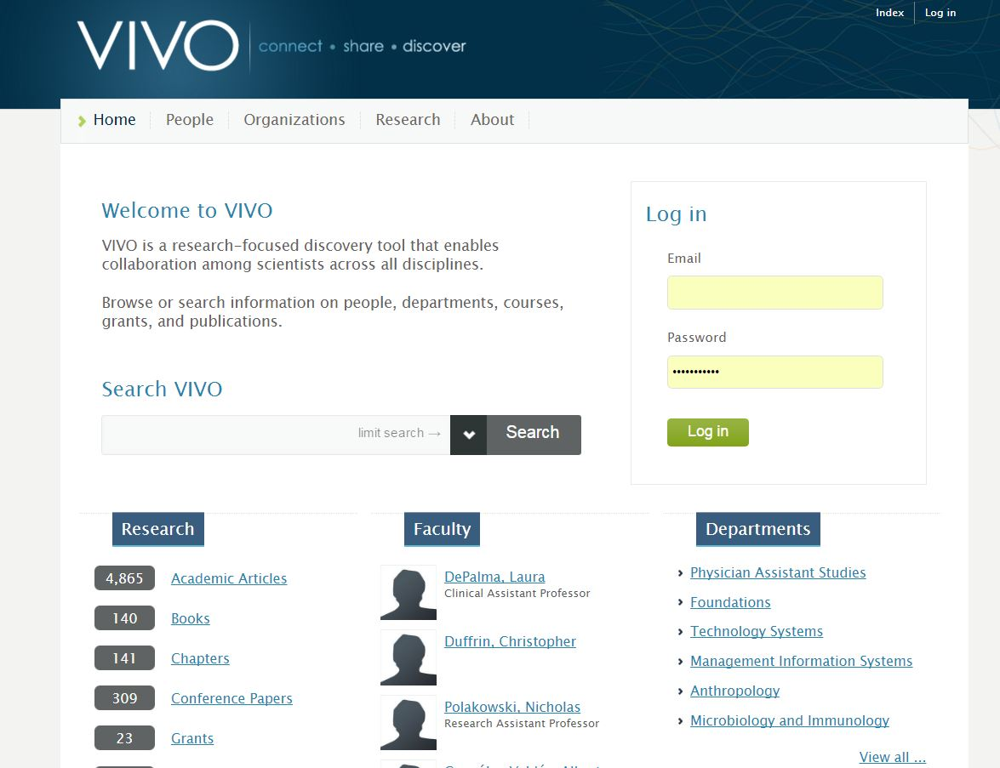 VIVO connect • share • discover
Index Log in
Home People Organizations Research About
Welcome to VIVO
VIVO is a research-focused discovery tool that enables
collaboration among scientists across all disciplines.
Browse or search information on people, departments, courses,
grants, and publications.
Search VIVO
limit search → Search
Log in
Email
Password
•••••••••••
Log in
Research
4,865 Academic Articles
140 Books
141 Chapters
309 Conference Papers
23 Grants
Faculty
DePalma, Laura
Clinical Assistant Professor
Duffrin, Christopher
Polakowski, Nicholas
Research Assistant Professor
Departments
Physician Assistant Studies
Foundations
Technology Systems
Management Information Systems
Anthropology
Microbiology and Immunology
View all ...